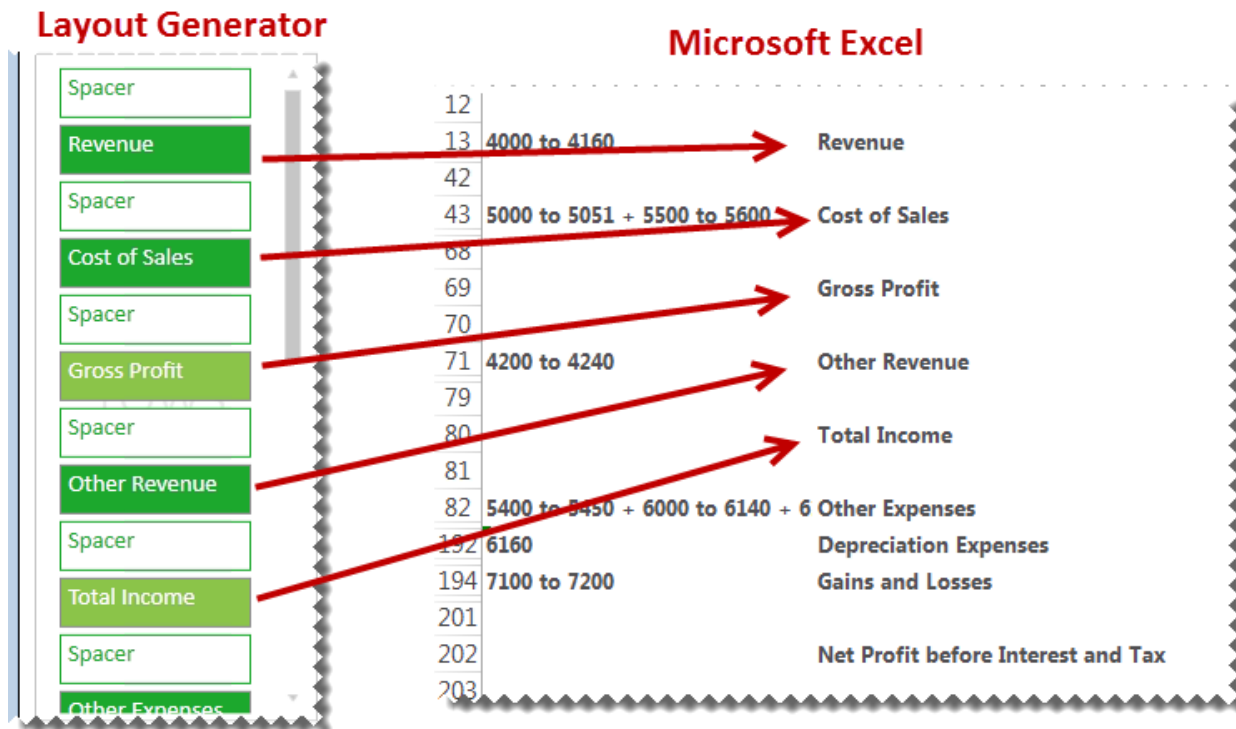 Layout Generator
Spacer
Revenue
Spacer
Cost of Sales
Spacer
Gross Profit
Spacer
Other Revenue
Spacer
Total Income
Spacer
Other Expenses
Microsoft Excel
12
13 4000 to 4160 Revenue
42
43 5000 to 5051 + 5500 to 5600 Cost of Sales
68
69 Gross Profit
70
71 4200 to 4240 Other Revenue
79
80 Total Income
81
82 5400 to 5450 + 6000 to 6140 + 6 Other Expenses
192 6160 Depreciation Expenses
194 7100 to 7200 Gains and Losses
201
202 Net Profit before Interest and Tax
203